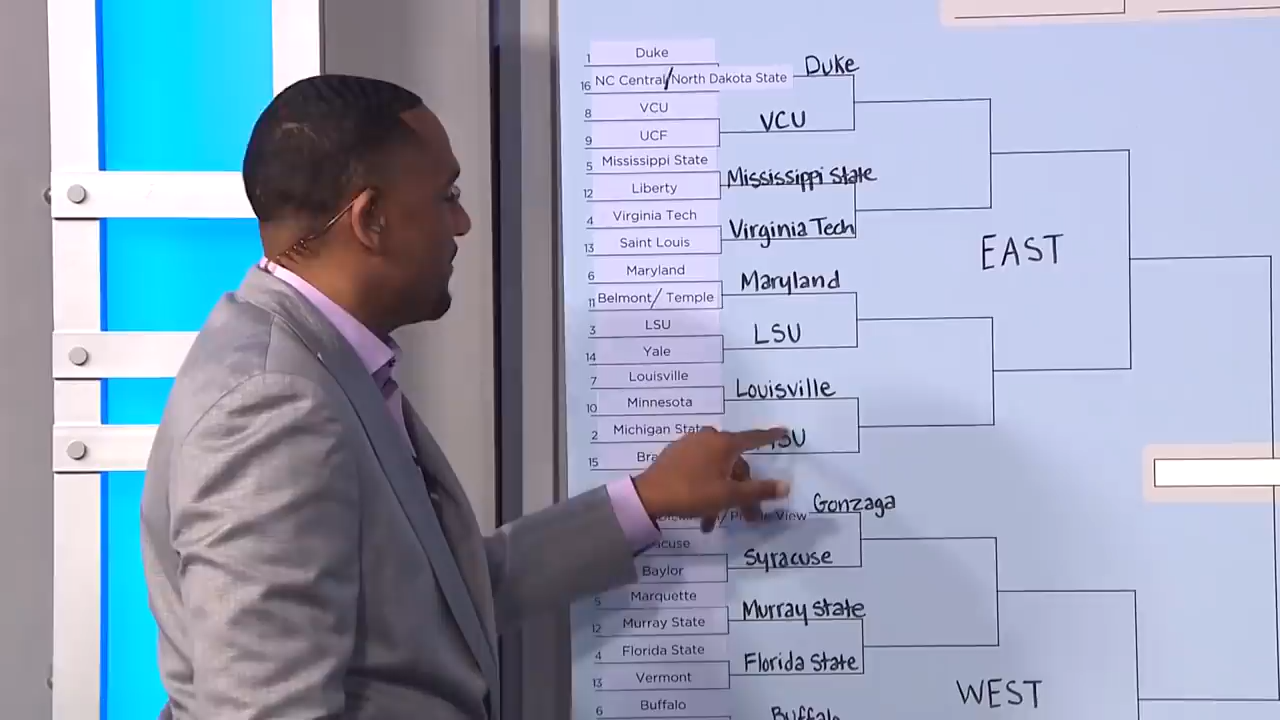 1 Duke
16 NC Central/North Dakota State
Duke
8 VCU
9 UCF
VCU
5 Mississippi State
12 Liberty
Mississippi State
4 Virginia Tech
13 Saint Louis
Virginia Tech
EAST
6 Maryland
11 Belmont/Temple
Maryland
3 LSU
14 Yale
LSU
7 Louisville
10 Minnesota
Louisville
2 Michigan
15
Gonzaga
View
Baylor
Syracuse
5 Marquette
12 Murray State
Murray State
4 Florida State
13 Vermont
Florida State
WEST
6 Buffalo
Buffalo